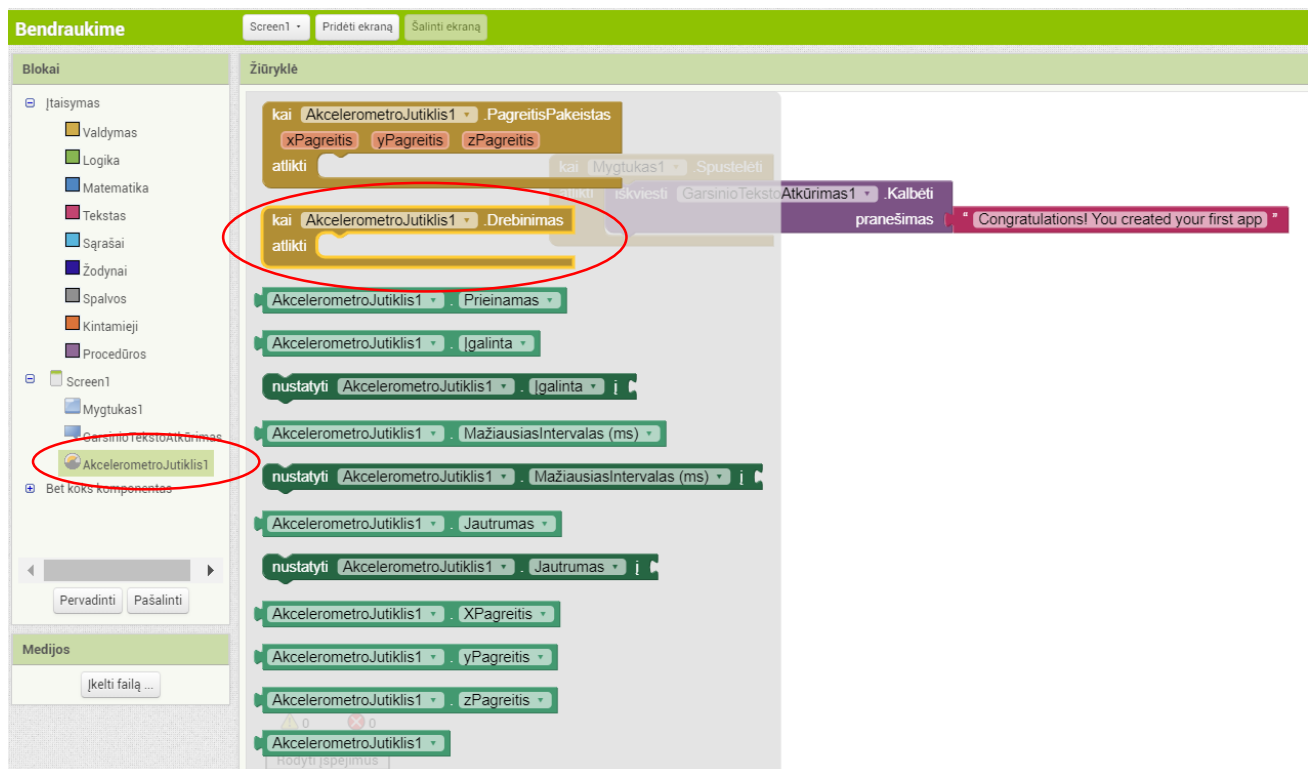 Bendraukime
Screen1
Pridėti ekraną
Šalinti ekraną
Blokai
Įtaisymas
Valdymas
Logika
Matematika
Tekstas
Sąrašai
Žodynai
Spalvos
Kintamieji
Procedūros
Screen1
Mygtukas1
GarsinioTekstoAtkūrimas
AkcelerometroJutiklis1
Bet koks komponentas
Pervadinti
Pašalinti
Medijos
Įkelti failą ...
Žiūryklė
kai AkcelerometroJutiklis1 .PagreitisPakeistas
xPagreitis yPagreitis zPagreitis
atlikti
kai Mygtukas1 .Spustelėti
atlikti iškviesti GarsinioTekstoAtkūrimas1 .Kalbėti
pranešimas " Congratulations! You created your first app "
kai AkcelerometroJutiklis1 .Drebinimas
atlikti
AkcelerometroJutiklis1 . Prieinamas
AkcelerometroJutiklis1 . Įgalinta
nustatyti AkcelerometroJutiklis1 . Įgalinta į
AkcelerometroJutiklis1 . MažiausiasIntervalas (ms)
nustatyti AkcelerometroJutiklis1 . MažiausiasIntervalas (ms) į
AkcelerometroJutiklis1 . Jautrumas
nustatyti AkcelerometroJutiklis1 . Jautrumas į
AkcelerometroJutiklis1 . XPagreitis
AkcelerometroJutiklis1 . yPagreitis
AkcelerometroJutiklis1 . zPagreitis
0 0
AkcelerometroJutiklis1
Rodyti įspėjimus